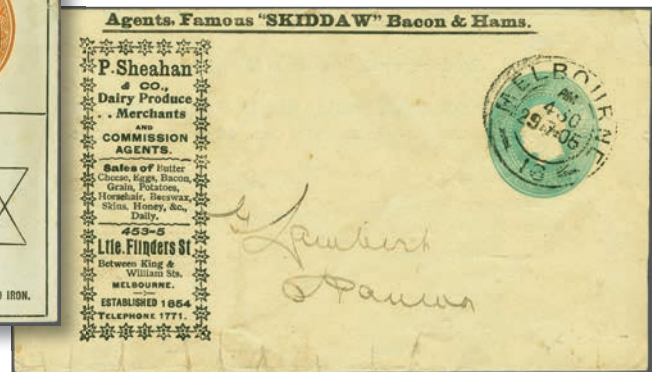 Agents. Famous "SKIDDAW" Bacon & Hams.
P. Sheahan
& CO.,
Dairy Produce
. . Merchants
AND
COMMISSION
AGENTS.
Sales of Butter
Cheese, Eggs, Bacon,
Grain, Potatoes,
Horsehair, Beeswax,
Skins, Honey, &c.,
Daily.
453-5
Ltle. Flinders St
Between King &
William Sts.
MELBOURNE.
ESTABLISHED 1854
TELEPHONE 1771.
MELBOURNE
AM
4 30
29 7 05
Lambert
IRON.